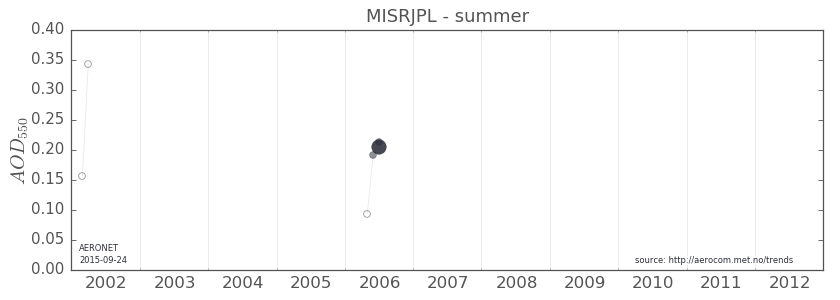 MISRJPL - summer
0.40
0.35
0.30
0.25
0.20
0.15
0.10
0.05
0.00
AOD550
AERONET
2015-09-24
source: http://aerocom.met.no/trends
2002 2003 2004 2005 2006 2007 2008 2009 2010 2011 2012